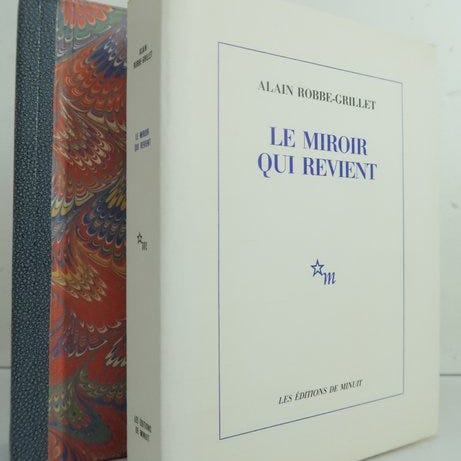 ALAIN
ROBBE-GRILLET
LE MIROIR
QUI REVIENT
m
LES ÉDITIONS
DE MINUIT
ALAIN ROBBE-GRILLET
LE MIROIR
QUI REVIENT
m
LES ÉDITIONS DE MINUIT